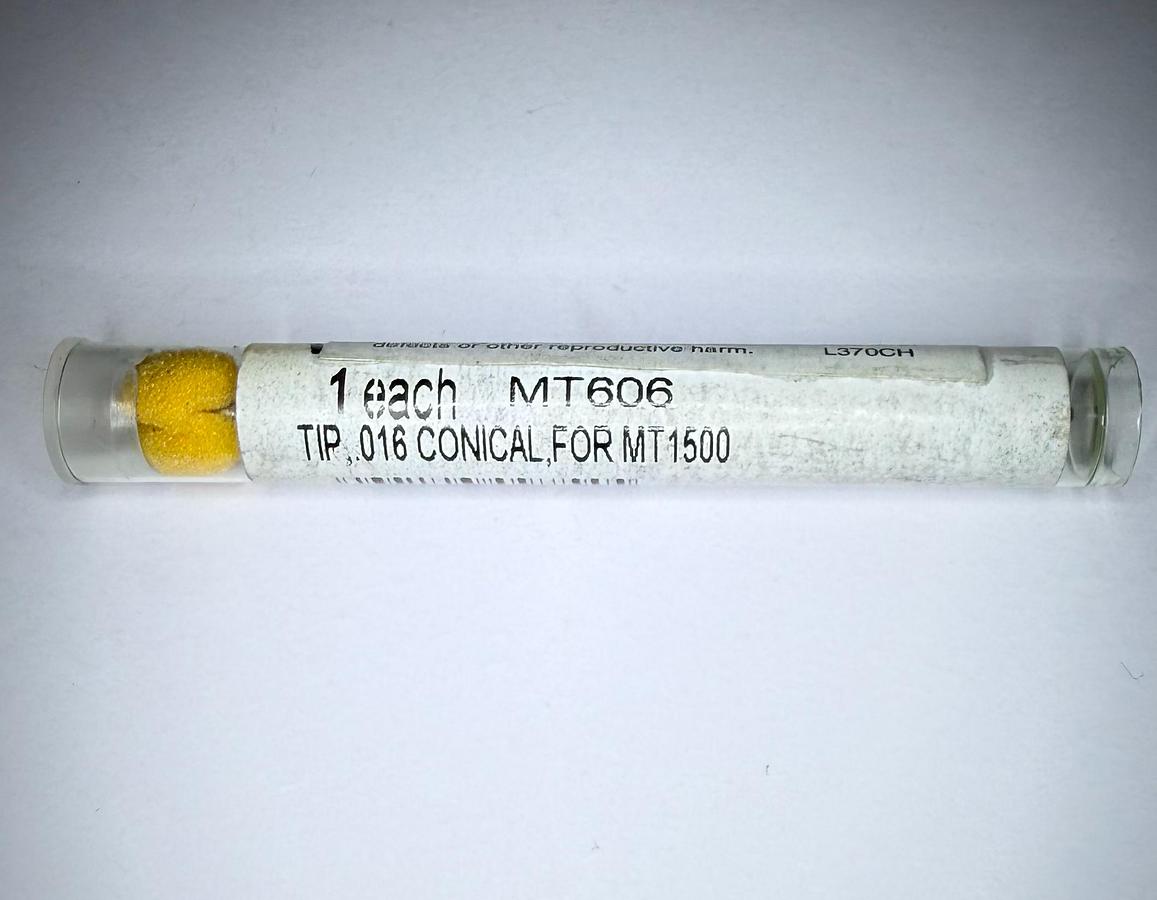 defects or other reproductive harm. L370CH
1 each MT606
TIP,.016 CONICAL,FOR MT1500